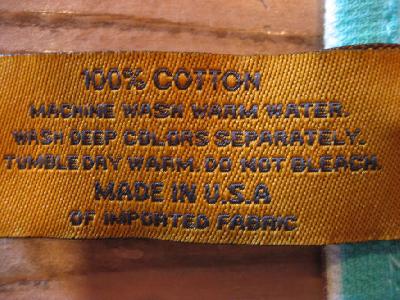 100% COTTON
MACHINE WASH WARM WATER.
WASH DEEP COLORS SEPARATELY.
TUMBLE DRY WARM. DO NOT BLEACH.
MADE IN U.S.A
OF IMPORTED FABRIC